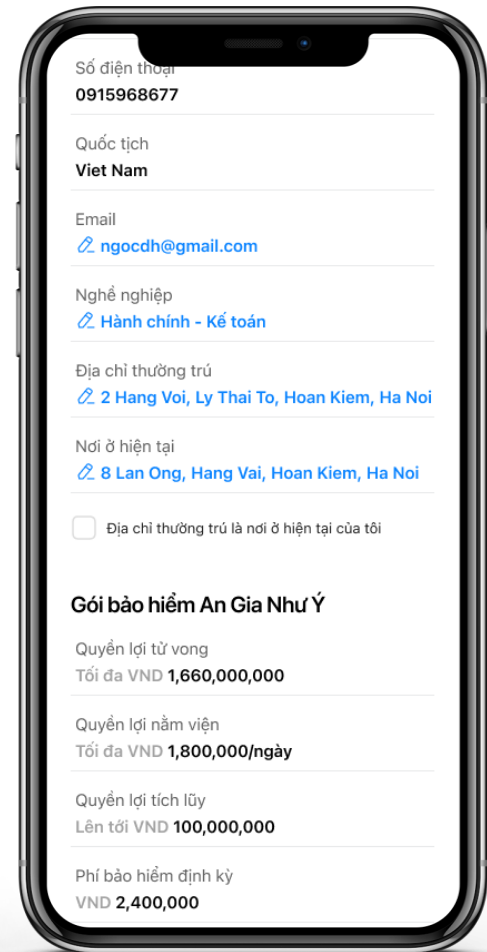 Số điện thoại
0915968677
Quốc tịch
Viet Nam
Email
ngocdh@gmail.com
Nghề nghiệp
Hành chính - Kế toán
Địa chỉ thường trú
2 Hang Voi, Ly Thai To, Hoan Kiem, Ha Noi
Nơi ở hiện tại
8 Lan Ong, Hang Vai, Hoan Kiem, Ha Noi
Địa chỉ thường trú là nơi ở hiện tại của tôi
Gói bảo hiểm An Gia Như Ý
Quyền lợi tử vong
Tối đa VND 1,660,000,000
Quyền lợi nằm viện
Tối đa VND 1,800,000/ngày
Quyền lợi tích lũy
Lên tới VND 100,000,000
Phí bảo hiểm định kỳ
VND 2,400,000